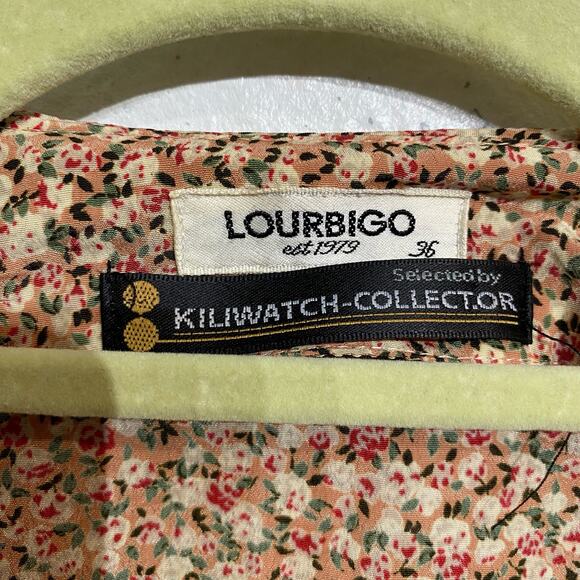 LOURBIGO
est 1979 36
Selected by
KILIWATCH-COLLECTOR